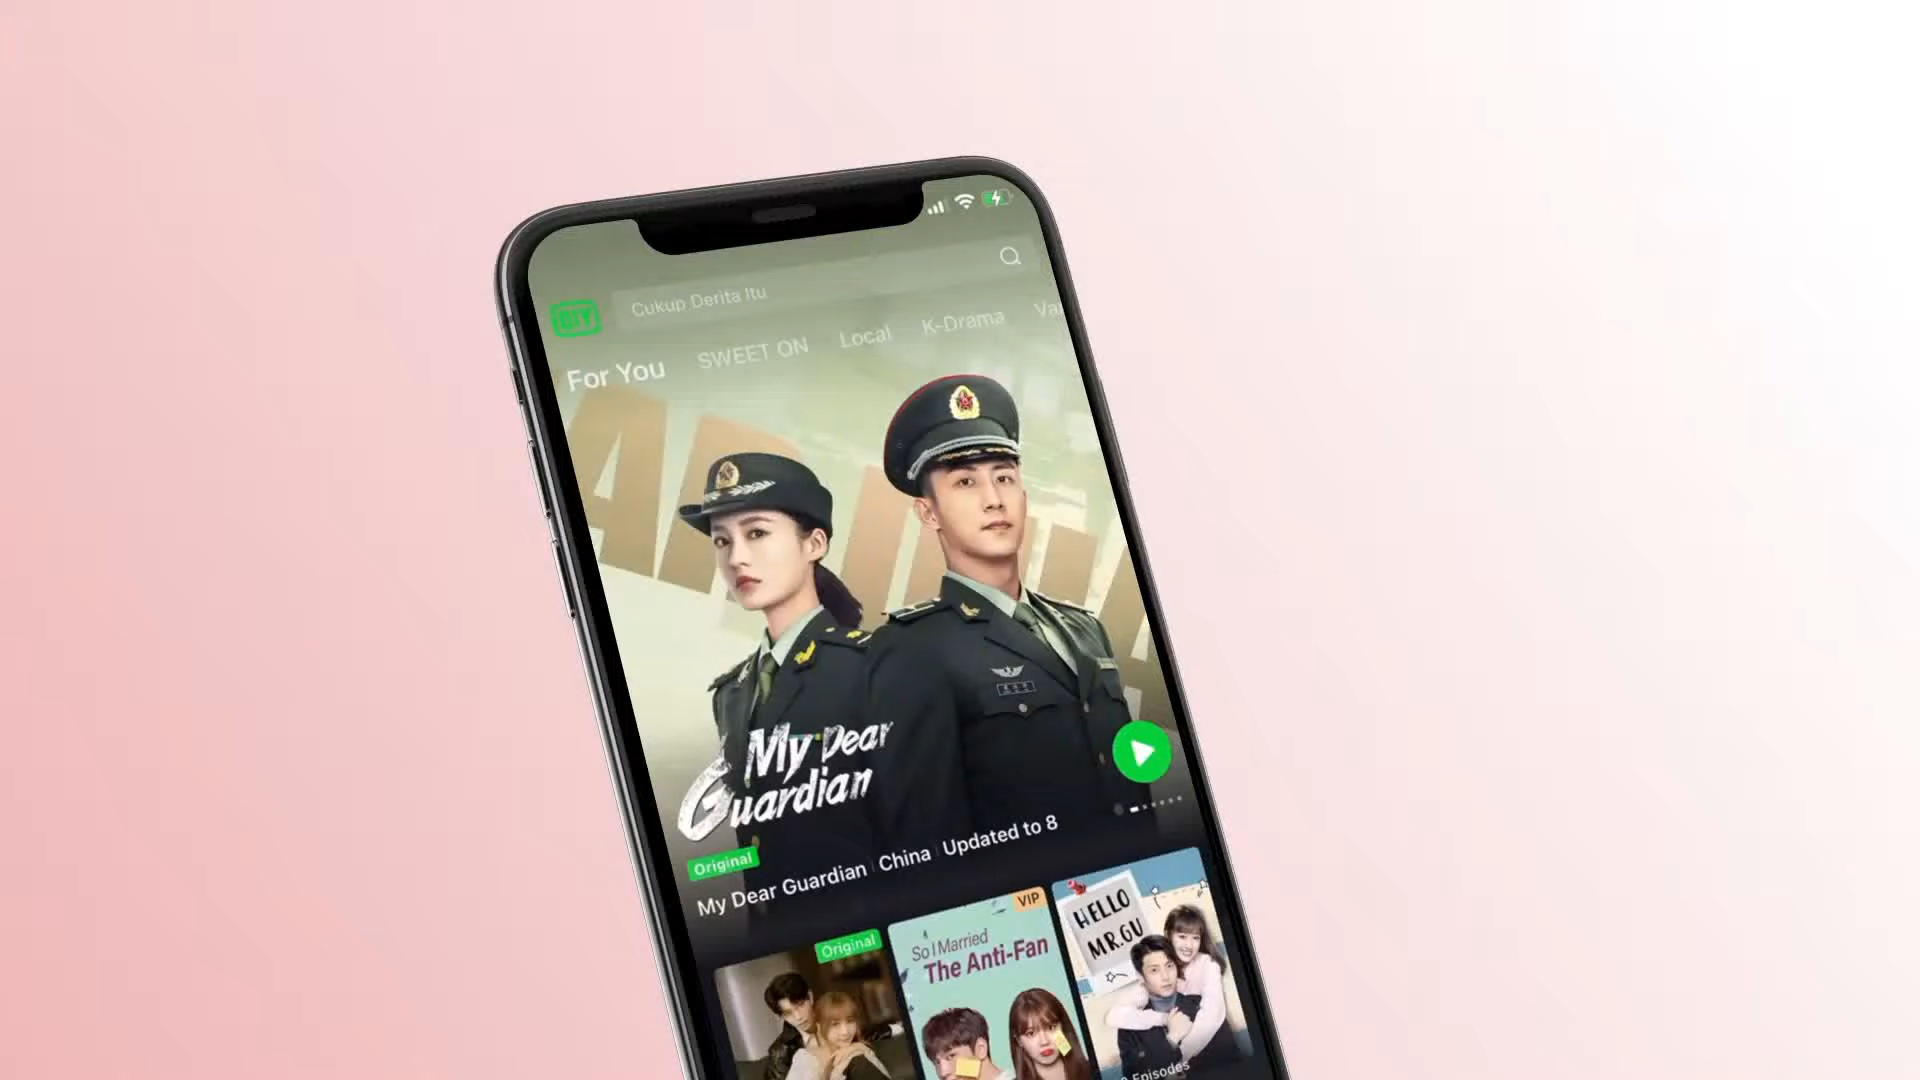 Cukup Derita Itu
For You
SWEET ON
Local
K-Drama
My Dear
Guardian
Original
My Dear Guardian
China
Updated to 8
Original
VIP
So I Married
The Anti-Fan
HELLO
MR.GU
Episodes